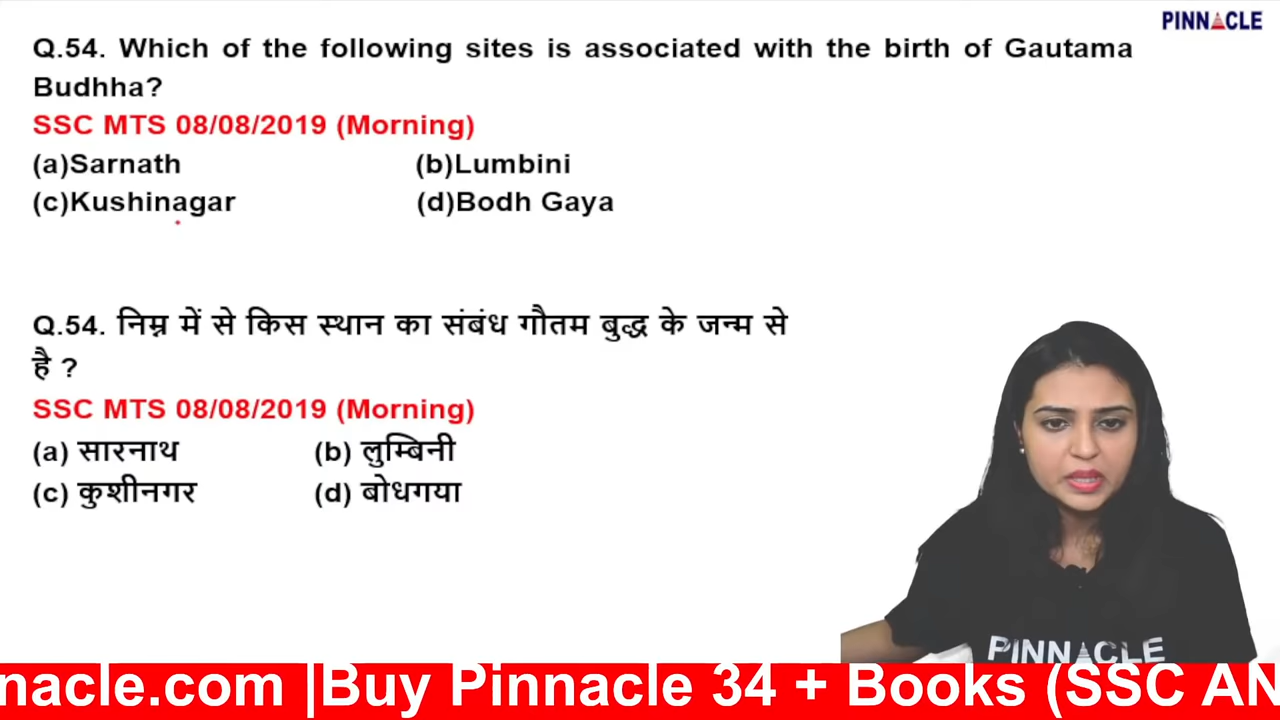 PINNACLE
Q.54. Which of the following sites is associated with the birth of Gautama
Budhha?
SSC MTS 08/08/2019 (Morning)
(a)Sarnath (b)Lumbini
(c)Kushinagar (d)Bodh Gaya
Q.54. निम्न में से किस स्थान का संबंध गौतम बुद्ध के जन्म से
है ?
SSC MTS 08/08/2019 (Morning)
(a) सारनाथ (b) लुम्बिनी
(c) कुशीनगर (d) बोधगया
PINNACLE
nacle.com |Buy Pinnacle 34 + Books (SSC AN